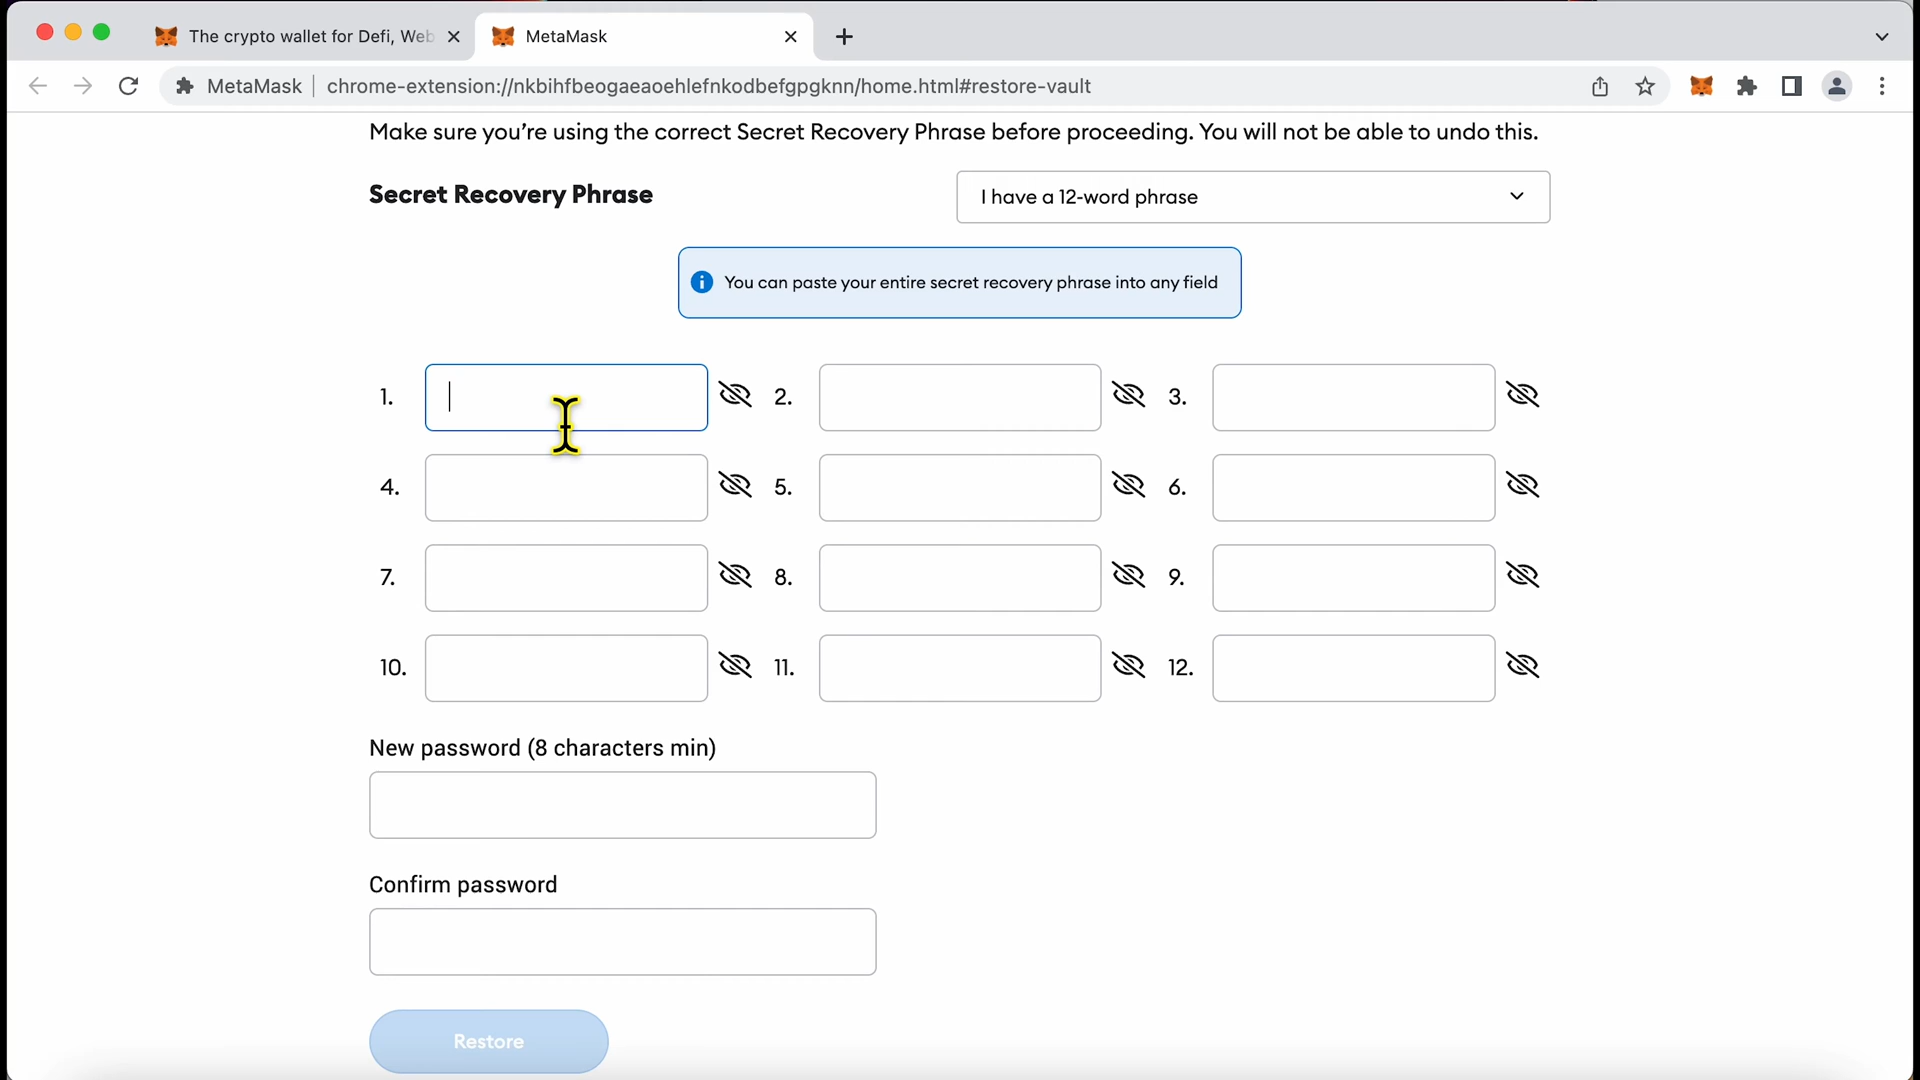 The crypto wallet for Defi, Web
MetaMask
MetaMask
chrome-extension://nkbihfbeogaeaoehlefnkodbefgpgknn/home.html#restore-vault
Make sure you're using the correct Secret Recovery Phrase before proceeding. You will not be able to undo this.
Secret Recovery Phrase
I have a 12-word phrase
You can paste your entire secret recovery phrase into any field
1.
2.
3.
4.
5.
6.
7.
8.
9.
10.
11.
12.
New password (8 characters min)
Confirm password
Restore